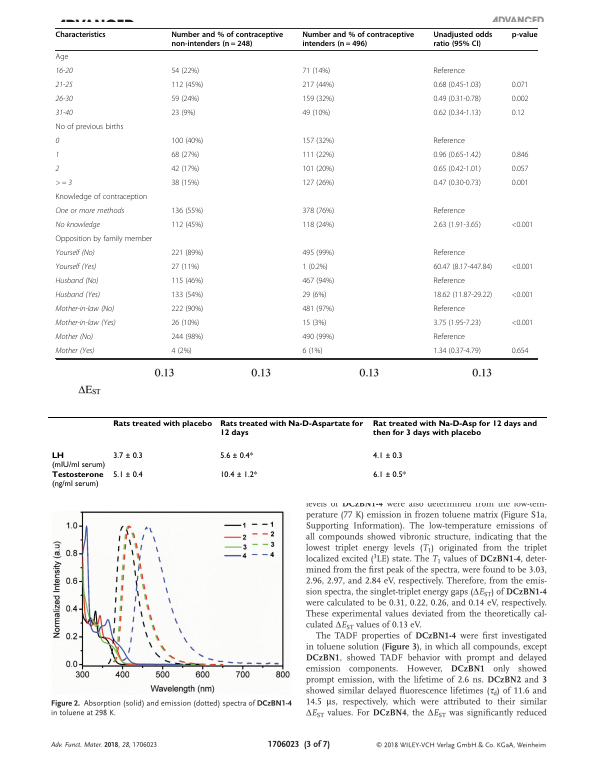 Characteristics Number and % of contraceptive non-intenders (n = 248) Number and % of contraceptive intenders (n = 496) Unadjusted odds ratio (95% CI) p-value
Age
16-20 54 (22%) 71 (14%) Reference
21-25 112 (45%) 217 (44%) 0.68 (0.45-1.03) 0.071
26-30 59 (24%) 159 (32%) 0.49 (0.31-0.78) 0.002
31-40 23 (9%) 49 (10%) 0.62 (0.34-1.13) 0.12
No of previous births
0 100 (40%) 157 (32%) Reference
1 68 (27%) 111 (22%) 0.96 (0.65-1.42) 0.846
2 42 (17%) 101 (20%) 0.65 (0.42-1.01) 0.057
> = 3 38 (15%) 127 (26%) 0.47 (0.30-0.73) 0.001
Knowledge of contraception
One or more methods 136 (55%) 378 (76%) Reference
No knowledge 112 (45%) 118 (24%) 2.63 (1.91-3.65) <0.001
Opposition by family member
Yourself (No) 221 (89%) 495 (99%) Reference
Yourself (Yes) 27 (11%) 1 (0.2%) 60.47 (8.17-447.84) <0.001
Husband (No) 115 (46%) 467 (94%) Reference
Husband (Yes) 133 (54%) 29 (6%) 18.62 (11.87-29.22) <0.001
Mother-in-law (No) 222 (90%) 481 (97%) Reference
Mother-in-law (Yes) 26 (10%) 15 (3%) 3.75 (1.95-7.23) <0.001
Mother (No) 244 (98%) 490 (99%) Reference
Mother (Yes) 4 (2%) 6 (1%) 1.34 (0.37-4.79) 0.654
0.13 0.13 0.13 0.13
ΔE_ST
Rats treated with placebo Rats treated with Na-D-Aspartate for 12 days Rat treated with Na-D-Asp for 12 days and then for 3 days with placebo
LH 3.7 ± 0.3 5.6 ± 0.4* 4.1 ± 0.3
(mIU/ml serum)
Testosterone 5.1 ± 0.4 10.4 ± 1.2* 6.1 ± 0.5*
(ng/ml serum)
Normalized Intensity (a.u)
1.0
0.8
0.6
0.4
0.2
0.0
1 1
2 2
3 3
4 4
300 400 500 600 700 800
Wavelength (nm)
Figure 2. Absorption (solid) and emission (dotted) spectra of DCzBN1-4
in toluene at 298 K.
levels of DCzBN1-4 were also determined from the low-tem-
perature (77 K) emission in frozen toluene matrix (Figure S1a,
Supporting Information). The low-temperature emissions of
all compounds showed vibronic structure, indicating that the
lowest triplet energy levels (T₁) originated from the triplet
localized excited (³LE) state. The T₁ values of DCzBN1-4, deter-
mined from the first peak of the spectra, were found to be 3.03,
2.96, 2.97, and 2.84 eV, respectively. Therefore, from the emis-
sion spectra, the singlet-triplet energy gaps (ΔE_ST) of DCzBN1-4
were calculated to be 0.31, 0.22, 0.26, and 0.14 eV, respectively.
These experimental values deviated from the theoretically cal-
culated ΔE_ST values of 0.13 eV.
The TADF properties of DCzBN1-4 were first investigated
in toluene solution (Figure 3), in which all compounds, except
DCzBN1, showed TADF behavior with prompt and delayed
emission components. However, DCzBN1 only showed
prompt emission, with the lifetime of 2.6 ns. DCzBN2 and 3
showed similar delayed fluorescence lifetimes (τ_d) of 11.6 and
14.5 μs, respectively, which were attributed to their similar
ΔE_ST values. For DCzBN4, the ΔE_ST was significantly reduced
Adv. Funct. Mater. 2018, 28, 1706023 1706023 (3 of 7) © 2018 WILEY-VCH Verlag GmbH & Co. KGaA, Weinheim